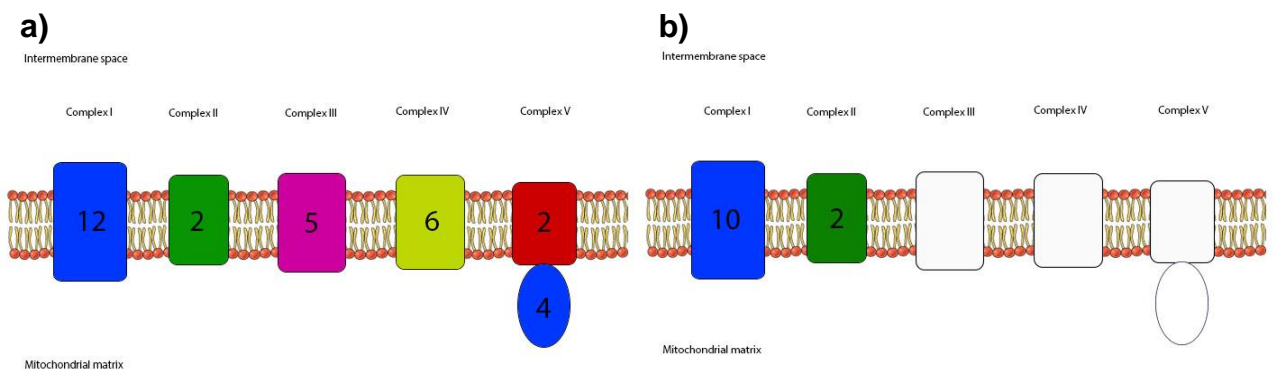 a)
Intermembrane space
Complex I
Complex II
Complex III
Complex IV
Complex V
12
2
5
6
2
4
Mitochondrial matrix
b)
Intermembrane space
Complex I
Complex II
Complex III
Complex IV
Complex V
10
2
Mitochondrial matrix